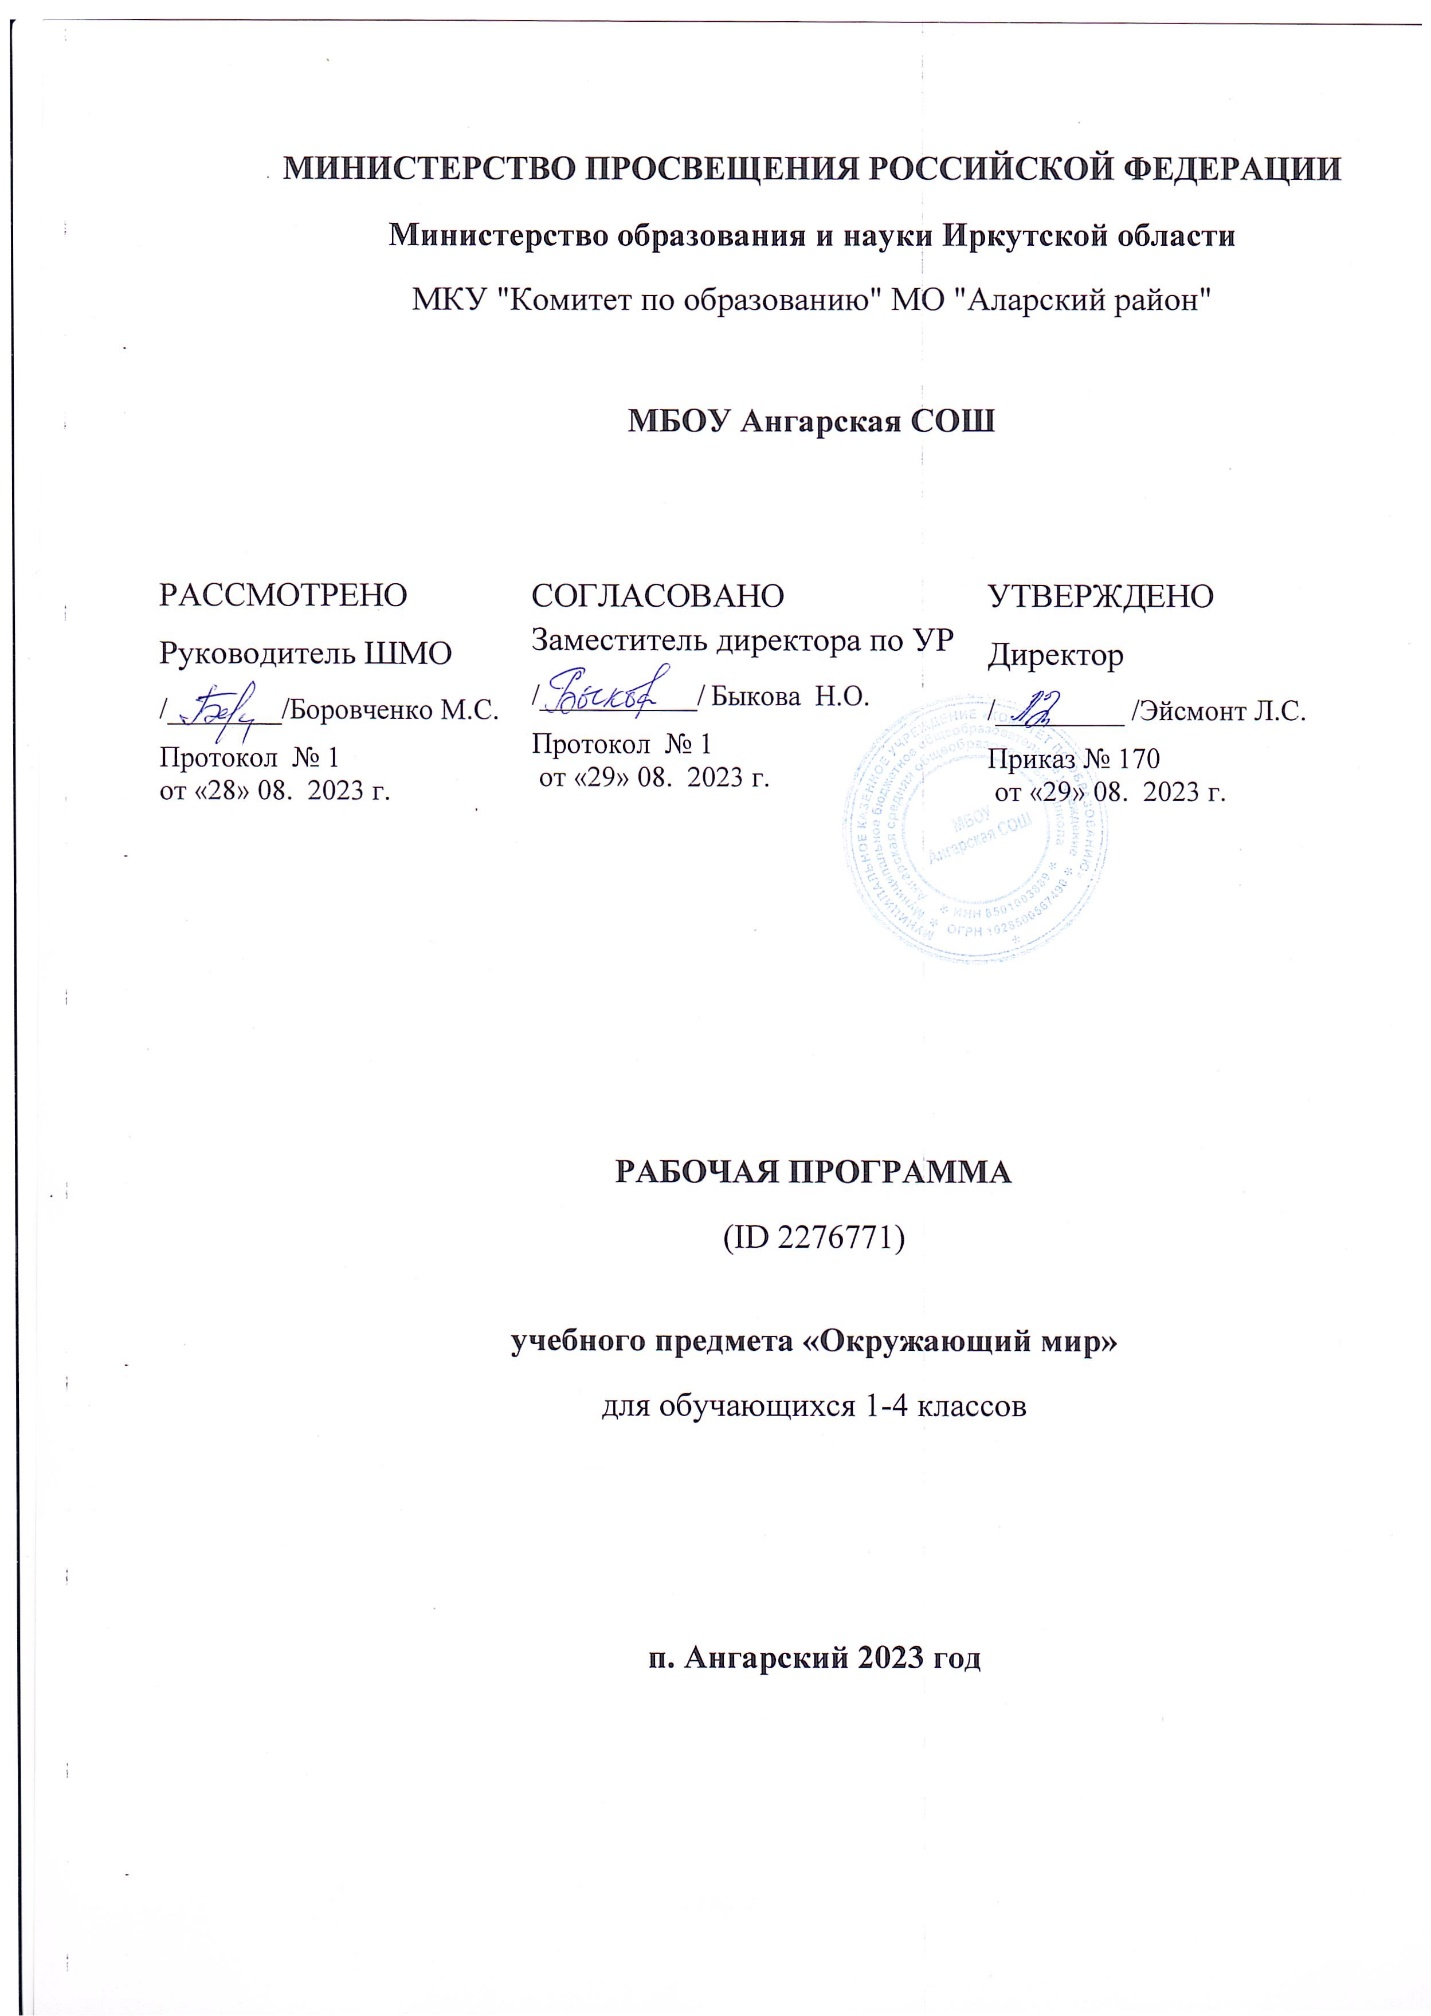 МИНИСТЕРСТВО ПРОСВЕЩЕНИЯ РОССИЙСКОЙ ФЕДЕРАЦИИ
Министерство образования и науки Иркутской области
МКУ "Комитет по образованию" МО "Аларский район"
МБОУ Ангарская СОШ
РАССМОТРЕНО
Руководитель ШМО
/________/Боровченко М.С.
Протокол № 1
от «28» 08. 2023 г.
СОГЛАСОВАНО
Заместитель директора по УР
/Быкова/ Быкова Н.О.
Протокол № 1
от «29» 08. 2023 г.
УТВЕРЖДЕНО
Директор
/_________ /Эйсмонт Л.С.
Приказ № 170
от «29» 08. 2023 г.
МБОУ
Ангарская СОШ
РАБОЧАЯ ПРОГРАММА
(ID 2276771)
учебного предмета «Окружающий мир»
для обучающихся 1-4 классов
п. Ангарский 2023 год